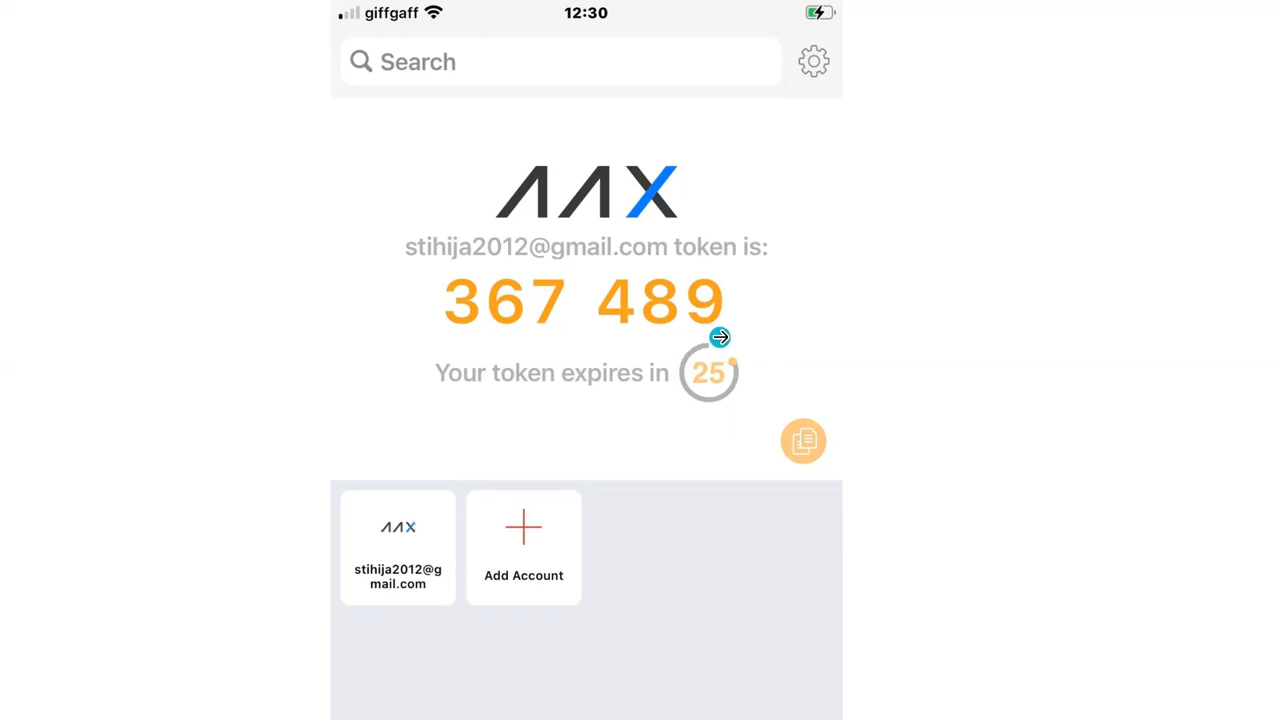 giffgaff
12:30
Search
AAX
stihija2012@gmail.com token is:
367 489
Your token expires in 25
AAX
stihija2012@g
mail.com
Add Account